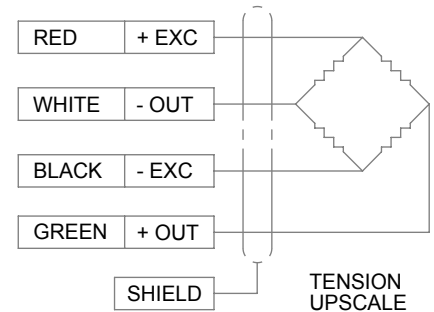 RED + EXC
WHITE - OUT
BLACK - EXC
GREEN + OUT
SHIELD
TENSION
UPSCALE